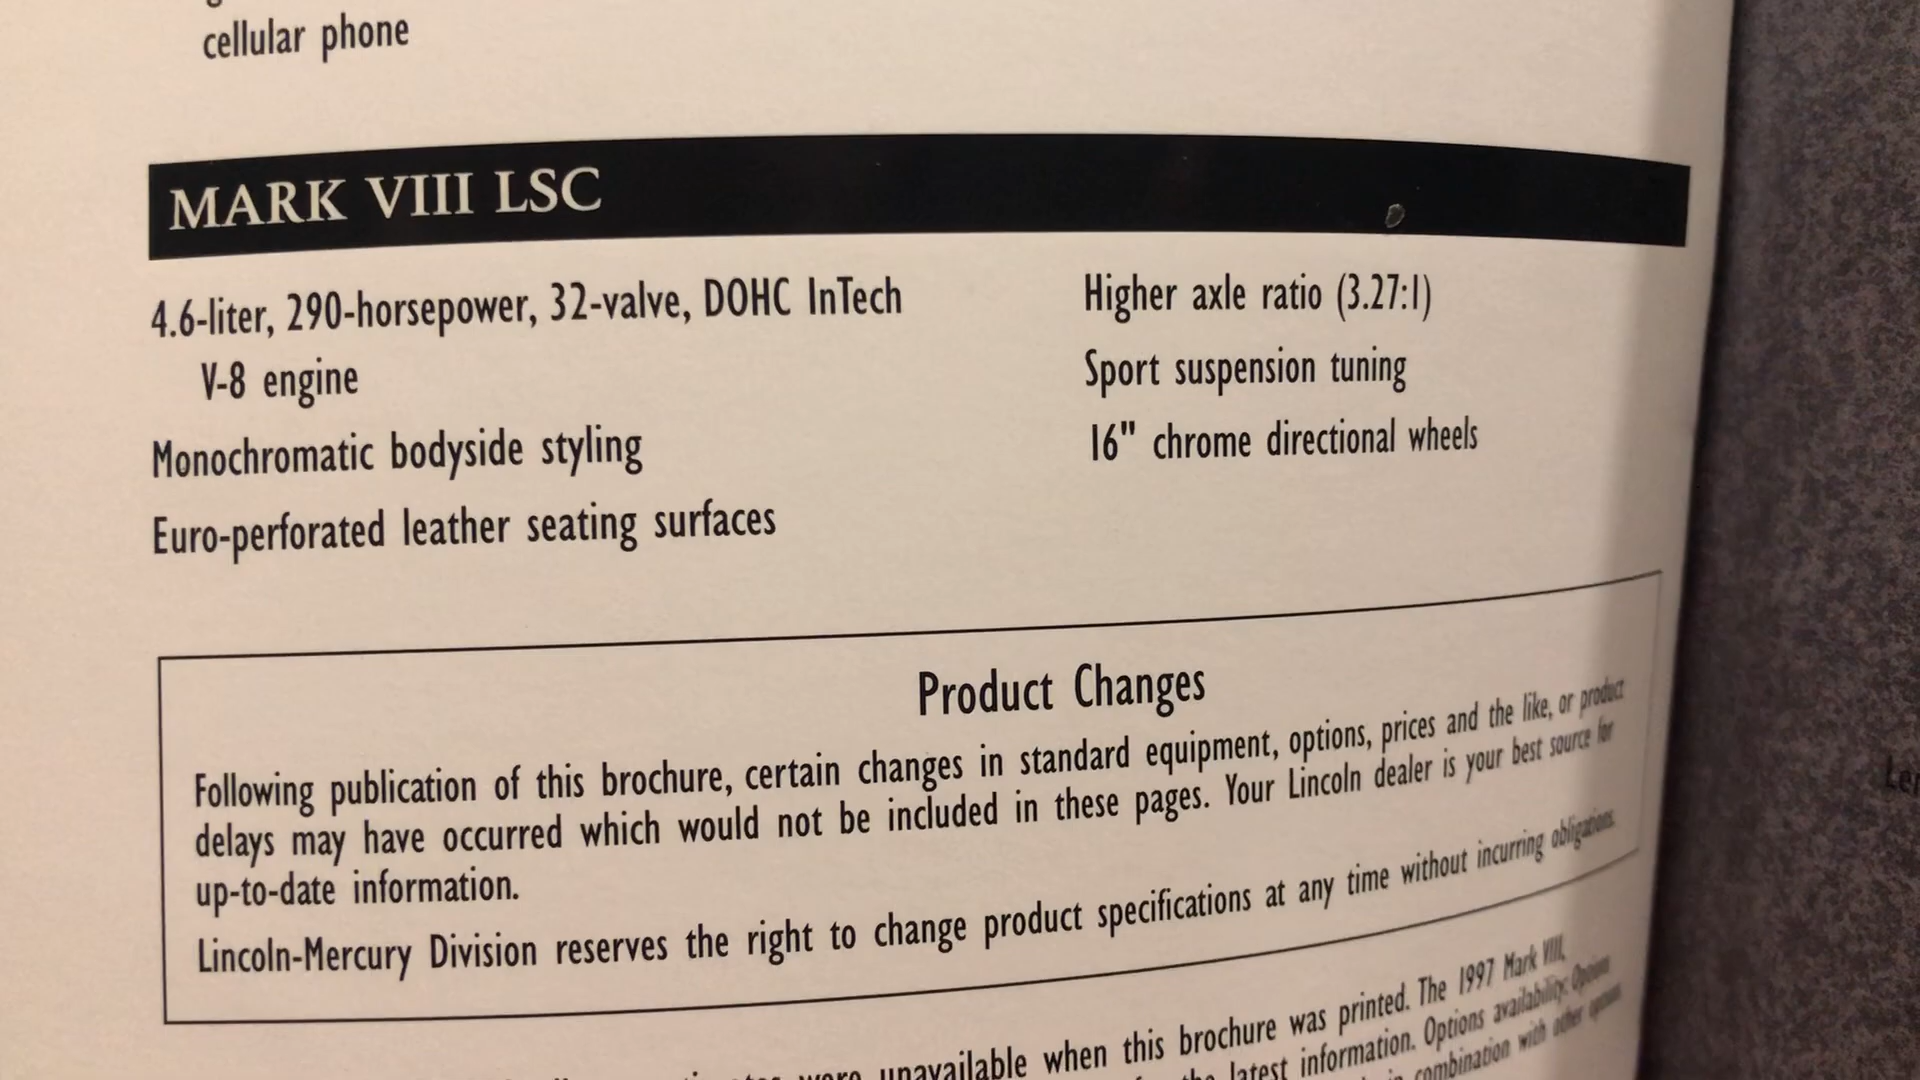 cellular phone
MARK VIII LSC
4.6-liter, 290-horsepower, 32-valve, DOHC InTech
V-8 engine
Monochromatic bodyside styling
Euro-perforated leather seating surfaces
Higher axle ratio (3.27:1)
Sport suspension tuning
16" chrome directional wheels
Product Changes
Following publication of this brochure, certain changes in standard equipment, options, prices and the like, or product
delays may have occurred which would not be included in these pages. Your Lincoln dealer is your best source for
up-to-date information.
Lincoln-Mercury Division reserves the right to change product specifications at any time without incurring obligations.
were unavailable when this brochure was printed. The 1997 Mark VIII,
the latest information. Options availability: Option
combination with other options